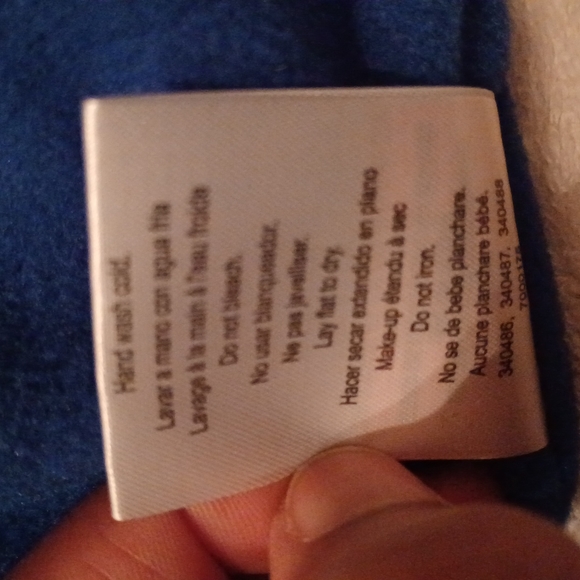 Hand wash cold.
Lavar a mano con agua fria
Lavage à la main à l'eau froide
Do not bleach.
No usar blanqueador.
Ne pas javelliser.
Lay flat to dry.
Hacer secar extendido en plano
Make-up étendu à sec
Do not iron.
No se de bebe planchare.
Aucune planchare bébé.
340486, 340487, 340488